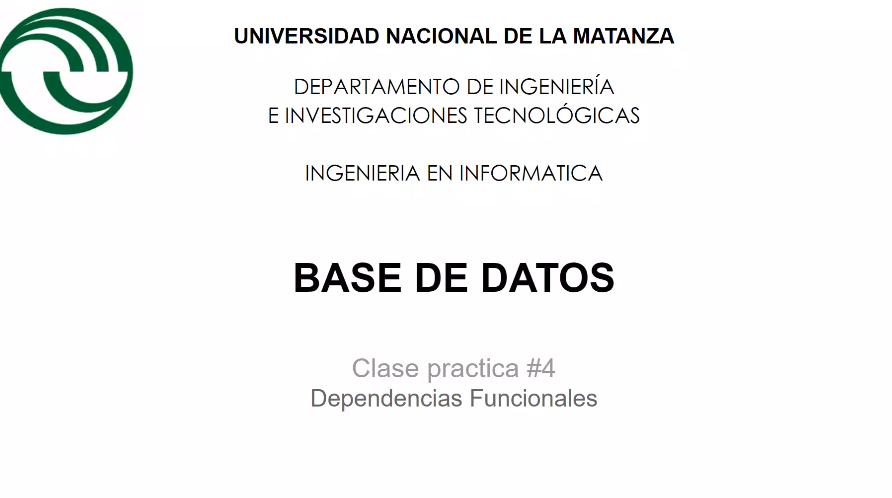 UNIVERSIDAD NACIONAL DE LA MATANZA
DEPARTAMENTO DE INGENIERÍA
E INVESTIGACIONES TECNOLÓGICAS
INGENIERIA EN INFORMATICA
BASE DE DATOS
Clase practica #4
Dependencias Funcionales